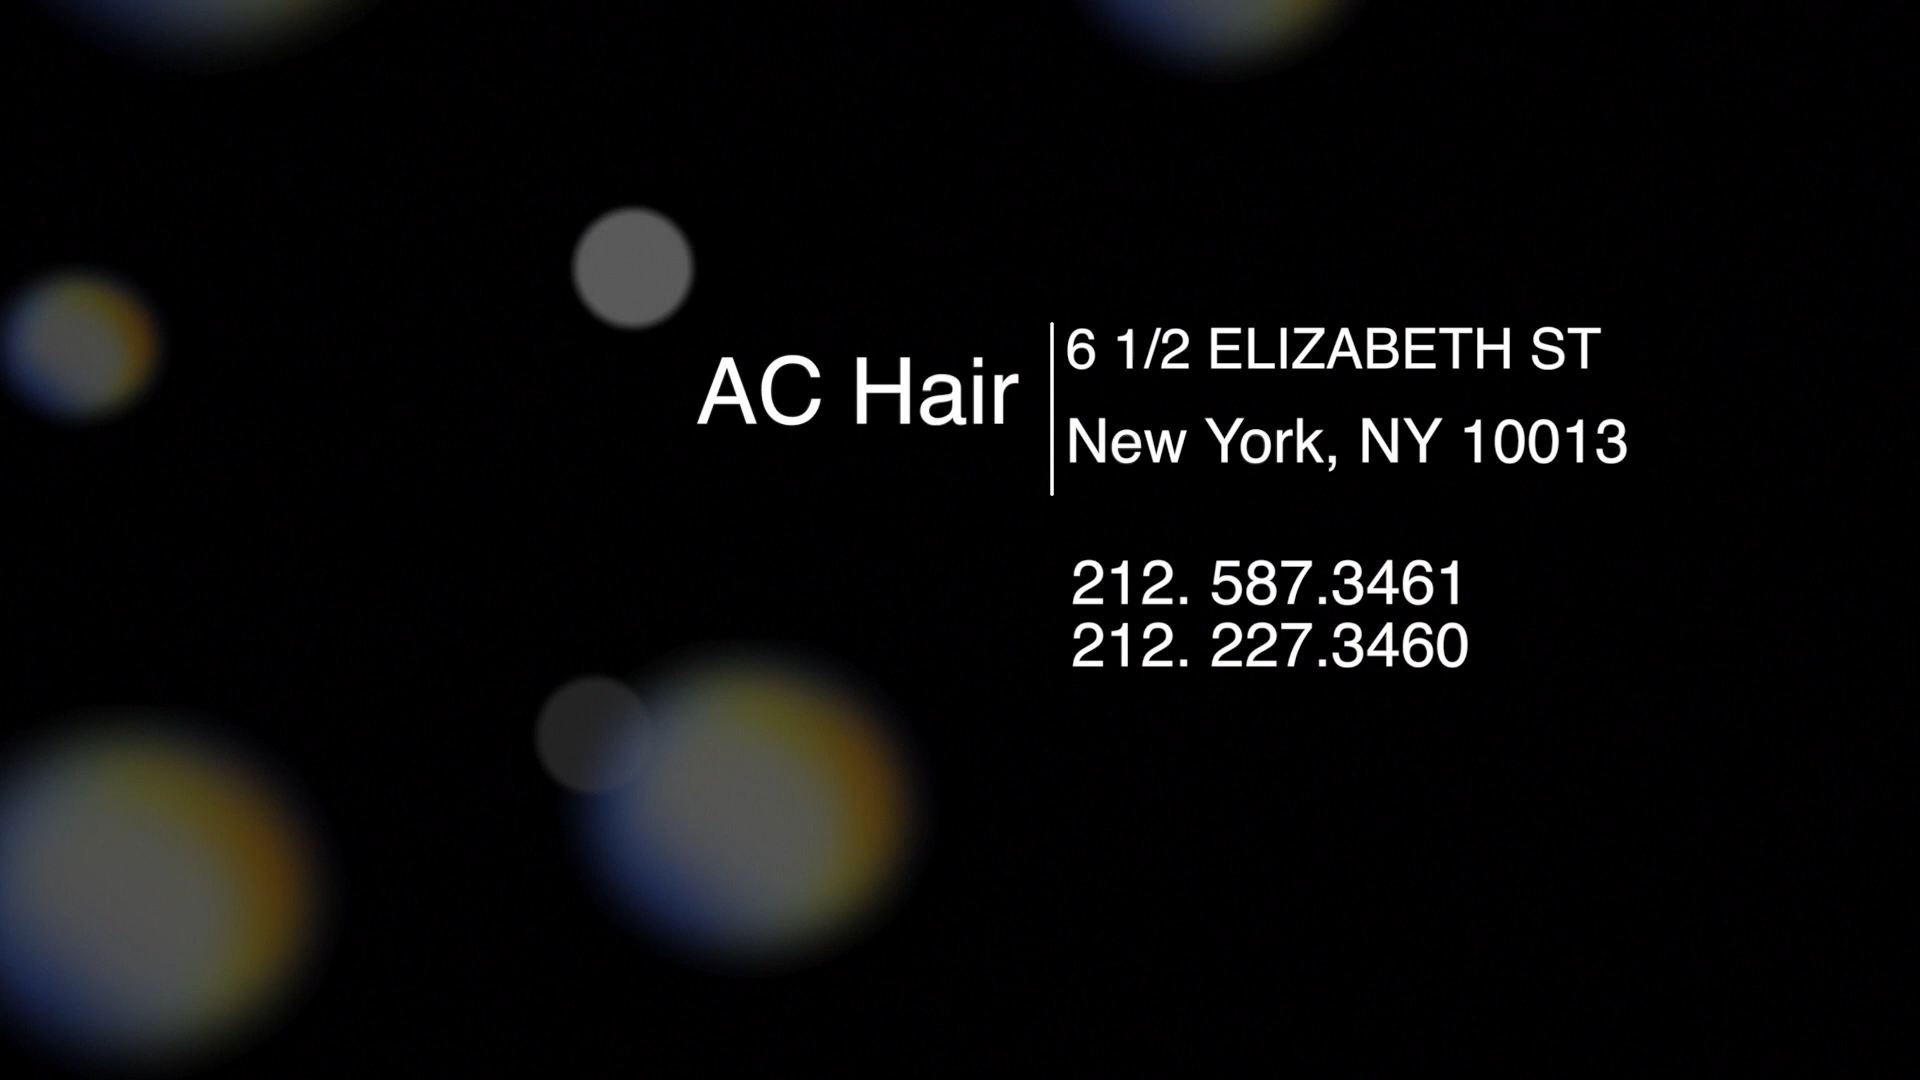 AC Hair
6 1/2 ELIZABETH ST
New York, NY 10013
212. 587.3461
212. 227.3460